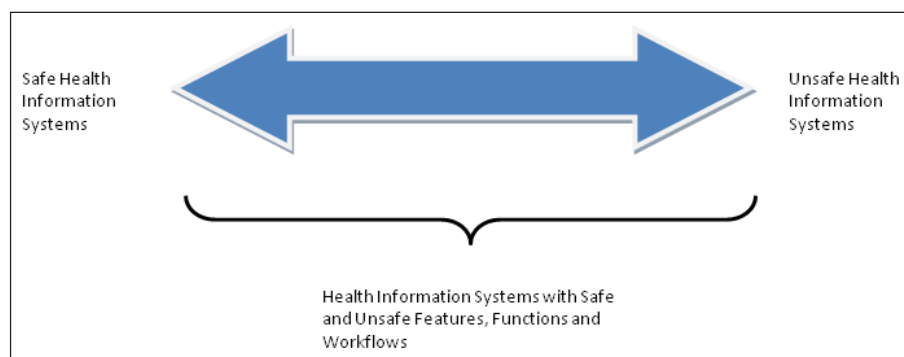 Safe Health
Information
Systems
Unsafe Health
Information
Systems
Health Information Systems with Safe
and Unsafe Features, Functions and
Workflows